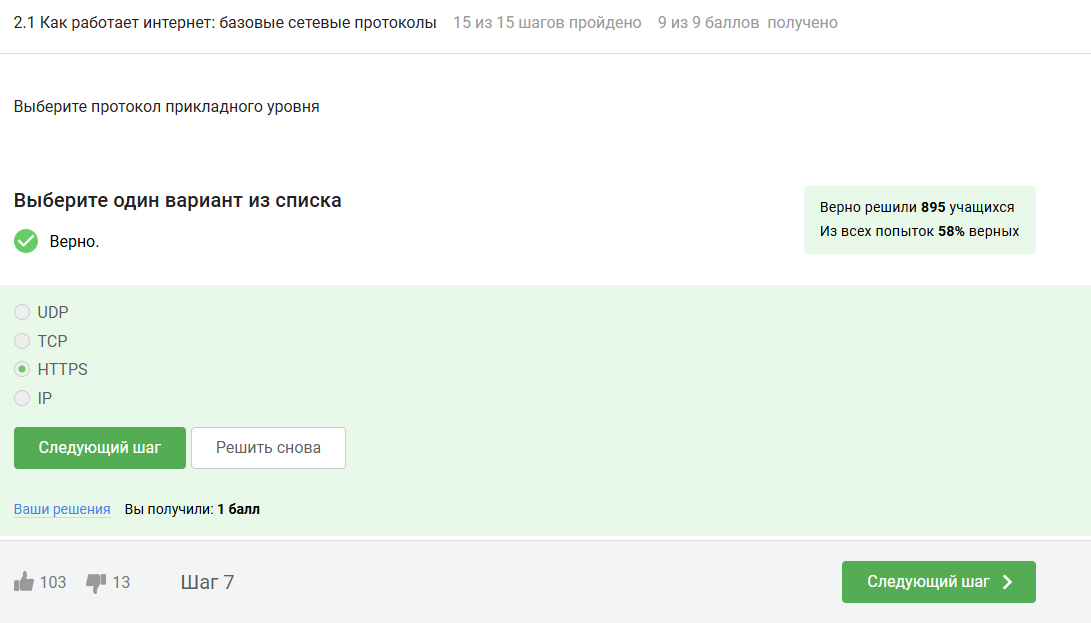 2.1 Как работает интернет: базовые сетевые протоколы 15 из 15 шагов пройдено 9 из 9 баллов получено
Выберите протокол прикладного уровня
Выберите один вариант из списка
Верно.
Верно решили 895 учащихся
Из всех попыток 58% верных
UDP
TCP
HTTPS
IP
Следующий шаг Решить снова
Ваши решения Вы получили: 1 балл
103 13 Шаг 7 Следующий шаг